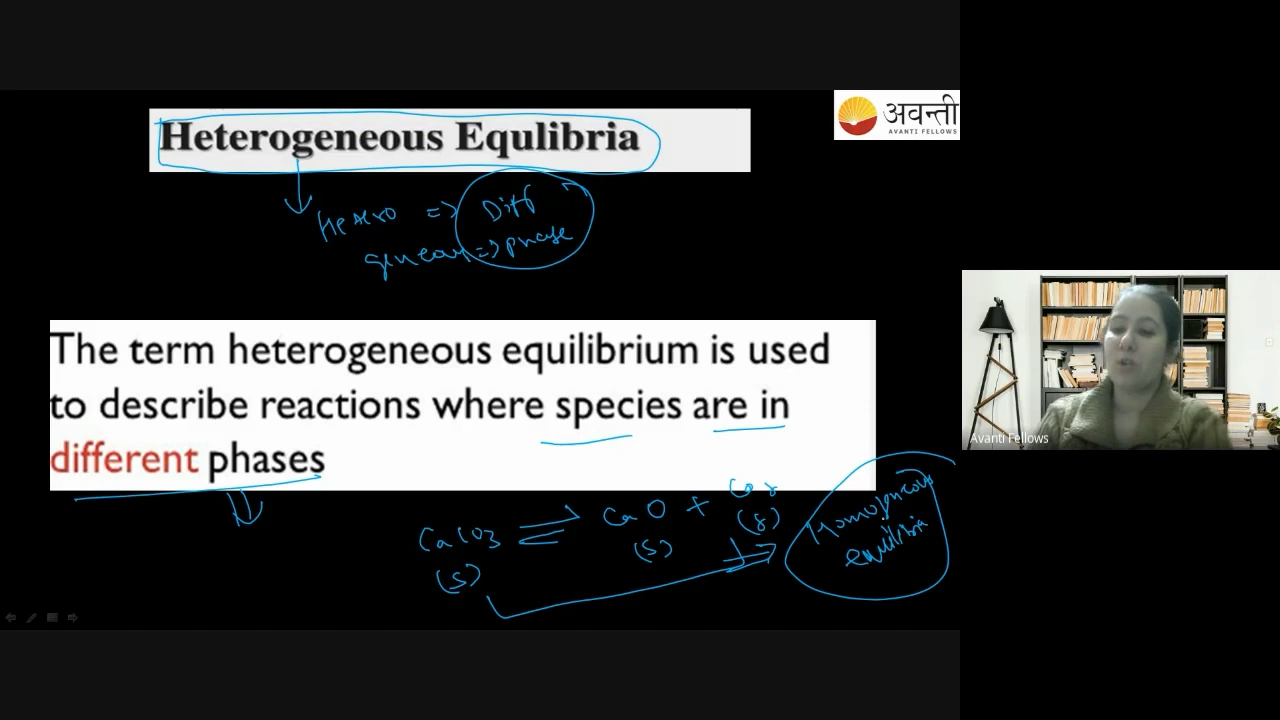 Heterogeneous Equlibria
अवन्ती
AVANTI FELLOWS
Hetero => Diff
=> phase
The term heterogeneous equilibrium is used
to describe reactions where species are in
different phases
CaCO3 ⇌ CaO + CO2
(s) (s) (g)
Homogeneous
equilibria
Avanti Fellows